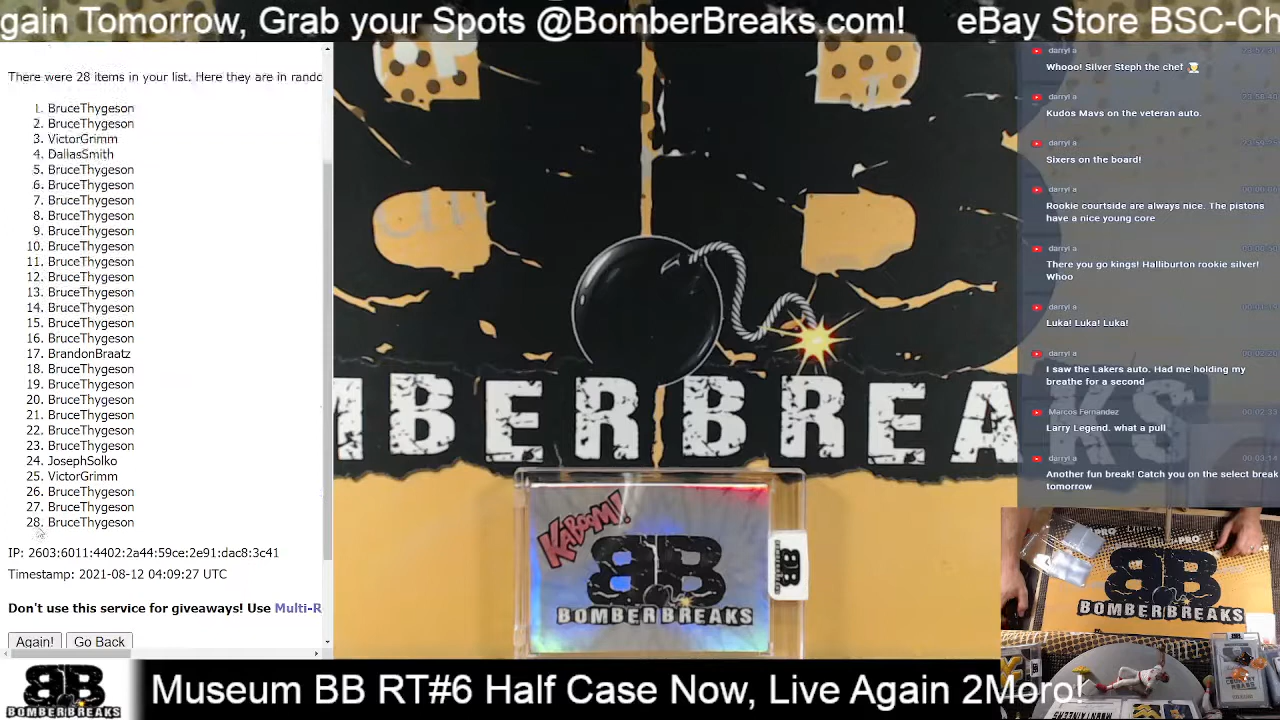 gain Tomorrow, Grab your Spots @BomberBreaks.com! eBay Store BSC-Ch
There were 28 items in your list. Here they are in rando
1. BruceThygeson
2. BruceThygeson
3. VictorGrimm
4. DallasSmith
5. BruceThygeson
6. BruceThygeson
7. BruceThygeson
8. BruceThygeson
9. BruceThygeson
10. BruceThygeson
11. BruceThygeson
12. BruceThygeson
13. BruceThygeson
14. BruceThygeson
15. BruceThygeson
16. BruceThygeson
17. BrandonBraatz
18. BruceThygeson
19. BruceThygeson
20. BruceThygeson
21. BruceThygeson
22. BruceThygeson
23. BruceThygeson
24. JosephSolko
25. VictorGrimm
26. BruceThygeson
27. BruceThygeson
28. BruceThygeson
IP: 2603:6011:4402:2a44:59ce:2e91:dac8:3c41
Timestamp: 2021-08-12 04:09:27 UTC
Don't use this service for giveaways! Use Multi-R
Again! Go Back
MBER BREAKS
KABOOM!
BB
BOMBERBREAKS
BB
darryl a
Whooo! Silver Steph the chef
darryl a
Kudos Mavs on the veteran auto.
darryl a
Sixers on the board!
darryl a
Rookie courtside are always nice. The pistons
have a nice young core
darryl a
There you go kings! Halliburton rookie silver!
Whoo
darryl a
Luka! Luka! Luka!
darryl a
I saw the Lakers auto. Had me holding my
breathe for a second
Marcos Fernandez
Larry Legend. what a pull
darryl a
Another fun break! Catch you on the select break
tomorrow
BB
BOMBERBREAKS
BB
BOMBERBREAKS
Museum BB RT#6 Half Case Now, Live Again 2Moro!